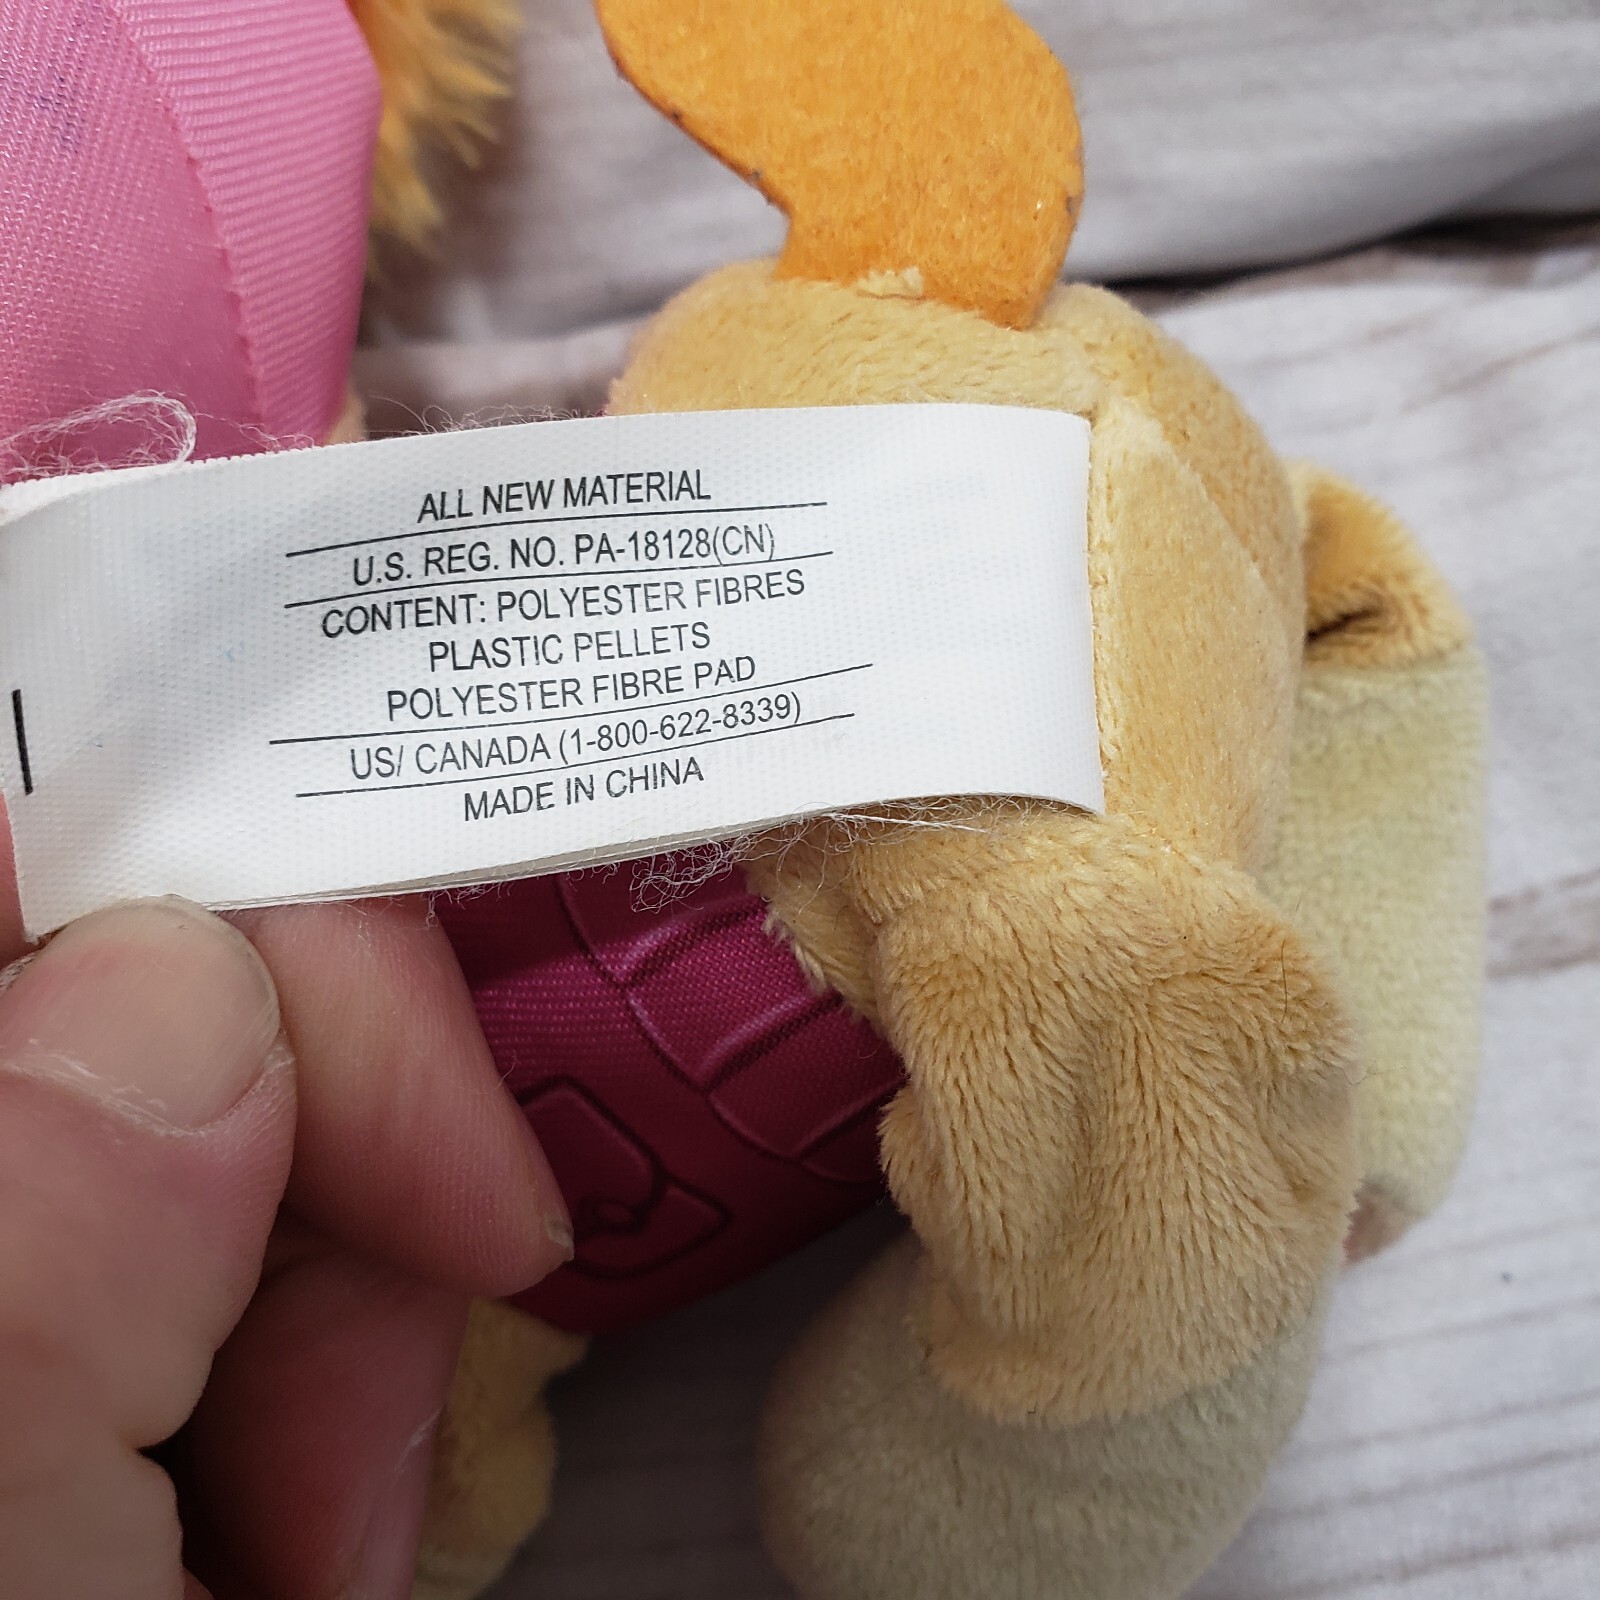 ALL NEW MATERIAL
U.S. REG. NO. PA-18128(CN)
CONTENT: POLYESTER FIBRES
PLASTIC PELLETS
POLYESTER FIBRE PAD
US/ CANADA (1-800-622-8339)
MADE IN CHINA